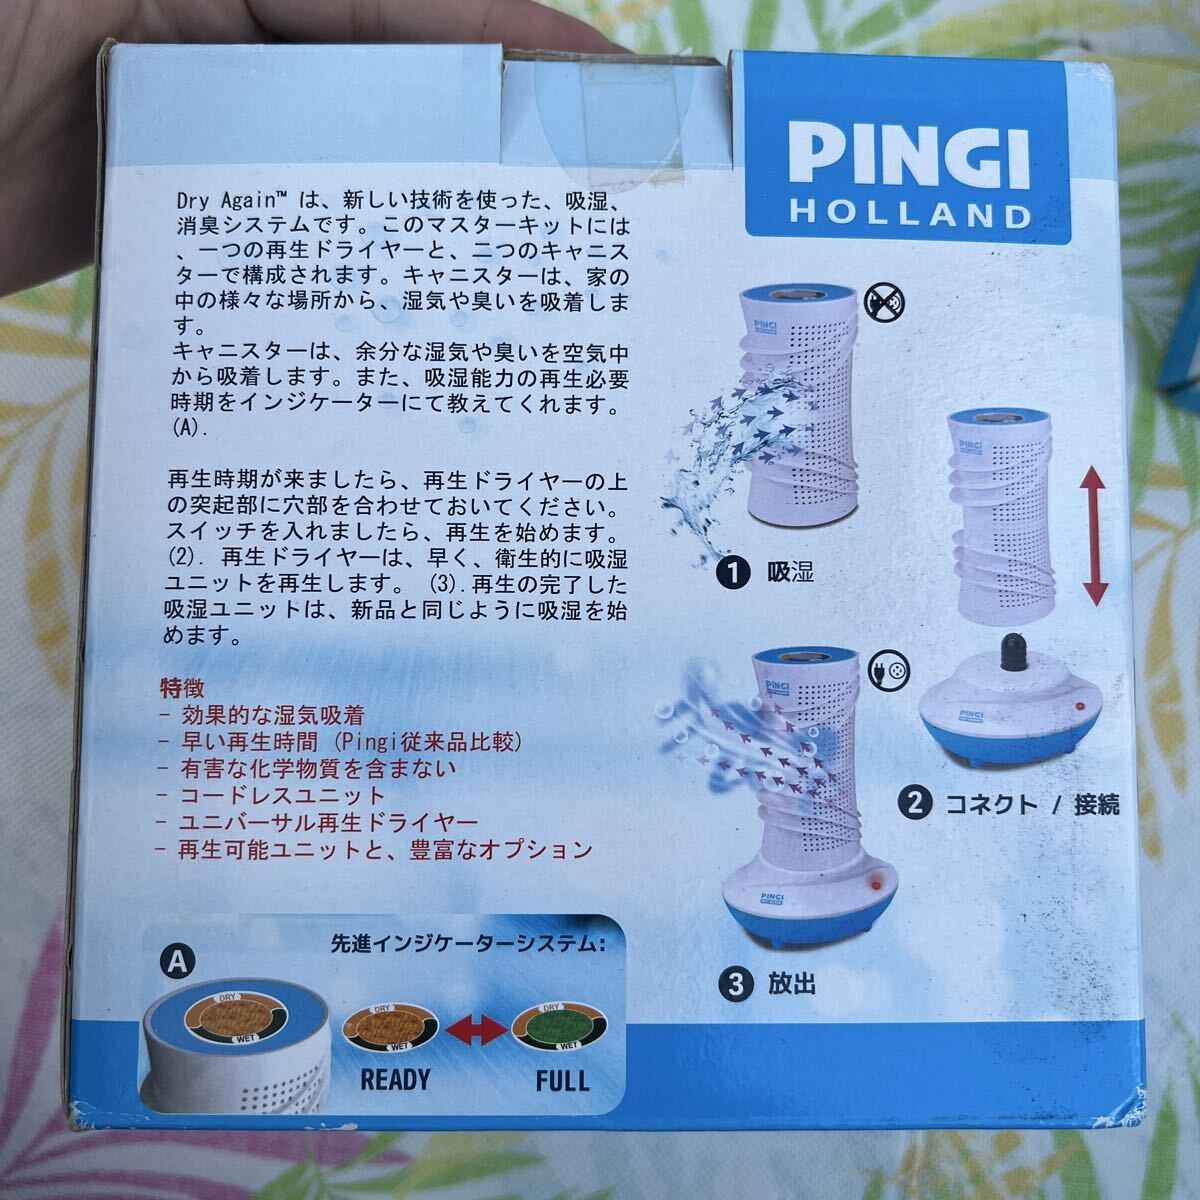 PINGI
HOLLAND
Dry Again™ は、新しい技術を使った、吸湿、
消臭システムです。このマスターキットには
、一つの再生ドライヤーと、二つのキャニス
ターで構成されます。キャニスターは、家の
中の様々な場所から、湿気や臭いを吸着しま
す。
キャニスターは、余分な湿気や臭いを空気中
から吸着します。また、吸湿能力の再生必要
時期をインジケーターにて教えてくれます。
(A).
再生時期が来ましたら、再生ドライヤーの上
の突起部に穴部を合わせておいてください。
スイッチを入れましたら、再生を始めます。
(2). 再生ドライヤーは、早く、衛生的に吸湿
ユニットを再生します。 (3).再生の完了した
吸湿ユニットは、新品と同じように吸湿を始
めます。
特徴
- 効果的な湿気吸着
- 早い再生時間 (Pingi従来品比較)
- 有害な化学物質を含まない
- コードレスユニット
- ユニバーサル再生ドライヤー
- 再生可能ユニットと、豊富なオプション
PINGI
1 吸湿
PINGI
PINGI
2 コネクト / 接続
PINGI
PINGI
3 放出
A
先進インジケーターシステム:
DRY
WET
DRY
WET
DRY
WET
READY
FULL